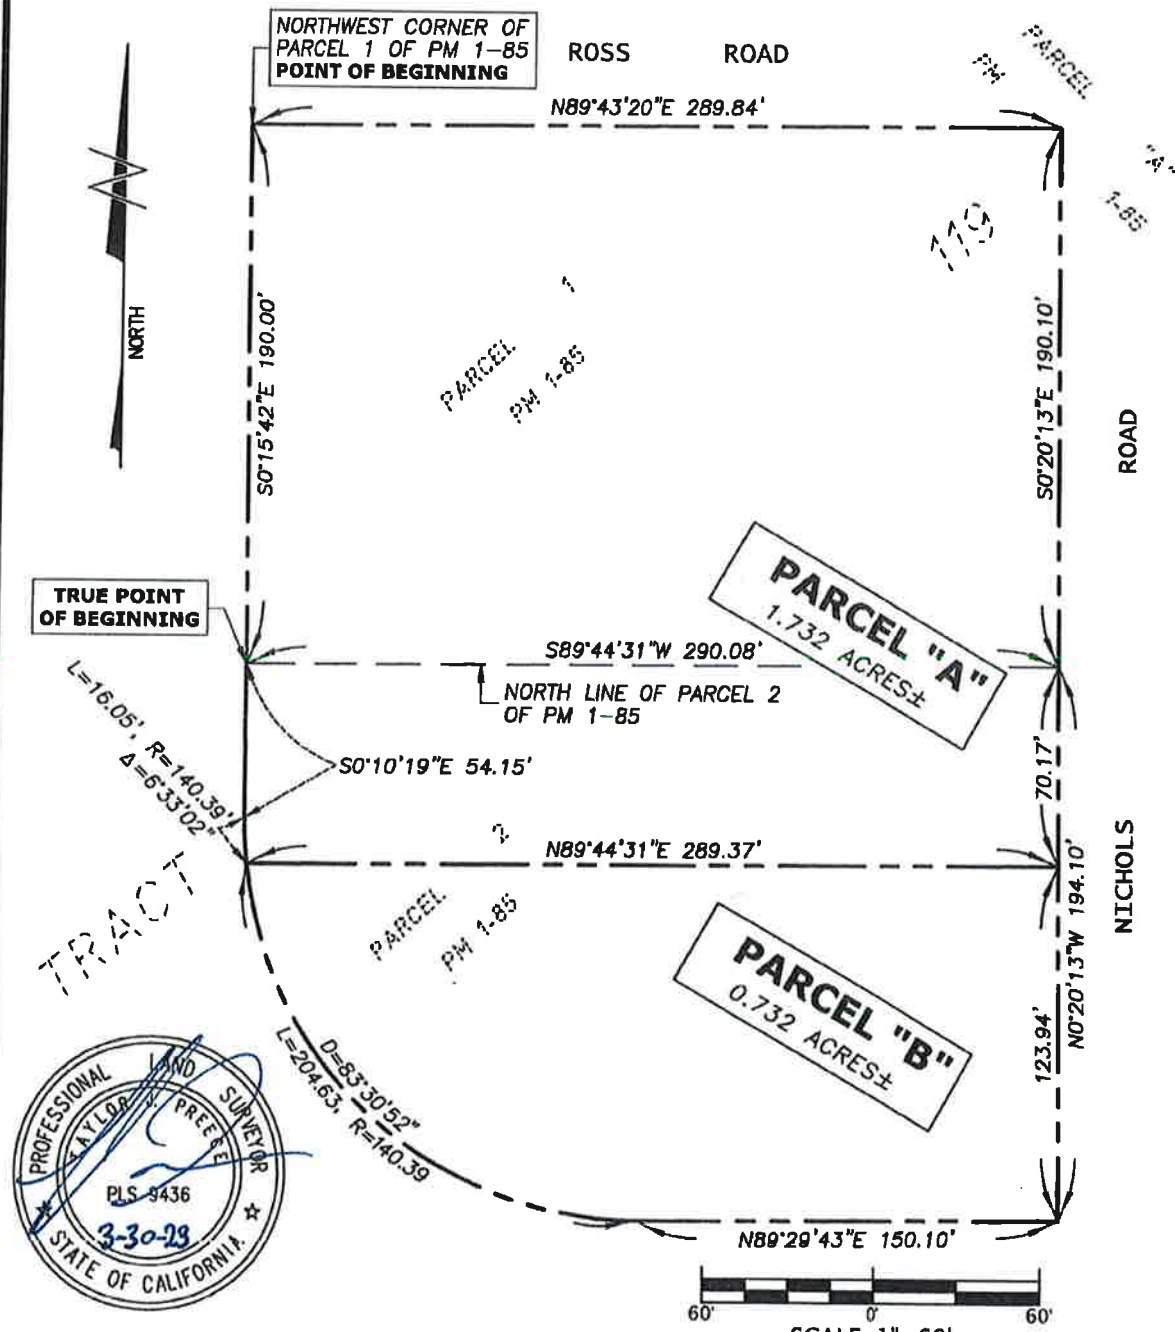 NORTHWEST CORNER OF
PARCEL 1 OF PM 1-85
POINT OF BEGINNING
ROSS ROAD
PARCEL "A"
PM 1-85
N89°43'20"E 289.84'
119
NORTH
S0°15'42"E 190.00'
PARCEL 1
PM 1-85
S0°20'13"E 190.10'
ROAD
TRUE POINT
OF BEGINNING
PARCEL "A"
1.732 ACRES±
S89°44'31"W 290.08'
NORTH LINE OF PARCEL 2
OF PM 1-85
L=16.05', R=140.39'
Δ=6°33'02"
S0°10'19"E 54.15'
70.17'
N89°44'31"E 289.37'
NICHOLS
TRACT
PARCEL 2
PM 1-85
PARCEL "B"
0.732 ACRES±
N0°20'13"W 194.10'
123.94'
D=83°30'52"
L=204.63, R=140.39
PROFESSIONAL LAND SURVEYOR
TAYLOR J. PREECE
PLS 9436
3-30-23
STATE OF CALIFORNIA
N89°29'43"E 150.10'
60' 0' 60'